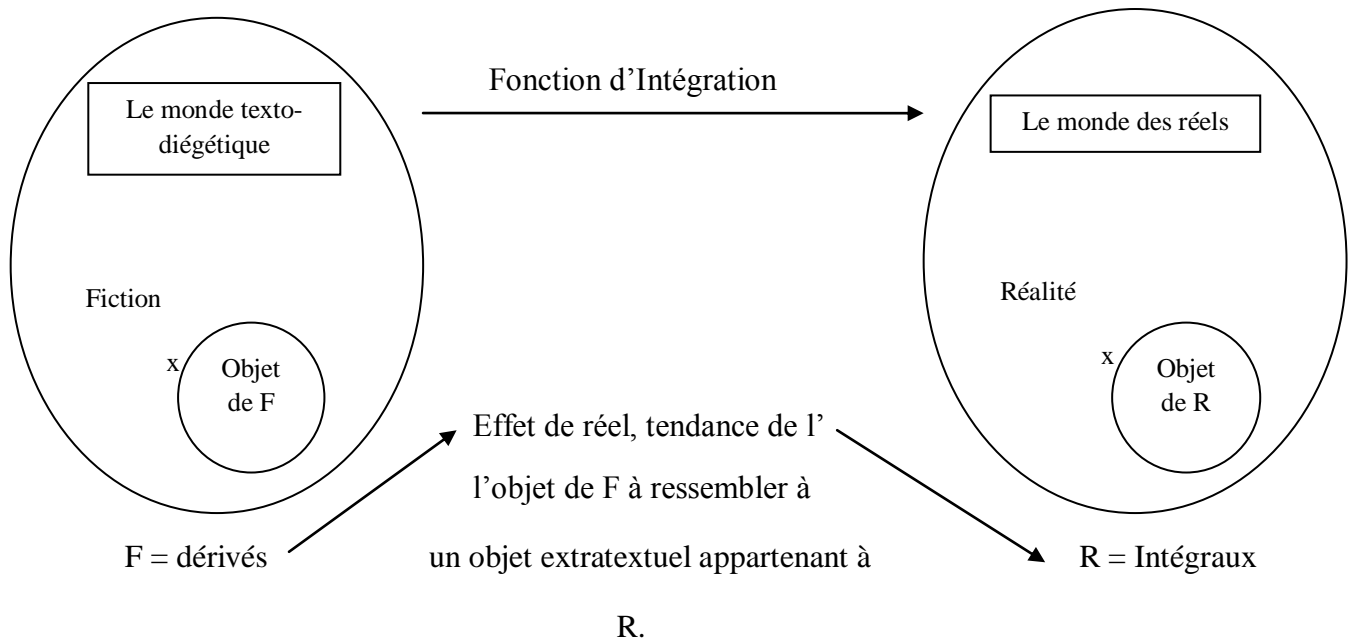 Fonction d’Intégration
Le monde texto-
diégétique
Le monde des réels
Fiction
Réalité
x
Objet
de F
x
Objet
de R
Effet de réel, tendance de l’
l’objet de F à ressembler à
F = dérivés
un objet extratextuel appartenant à
R = Intégraux
R.